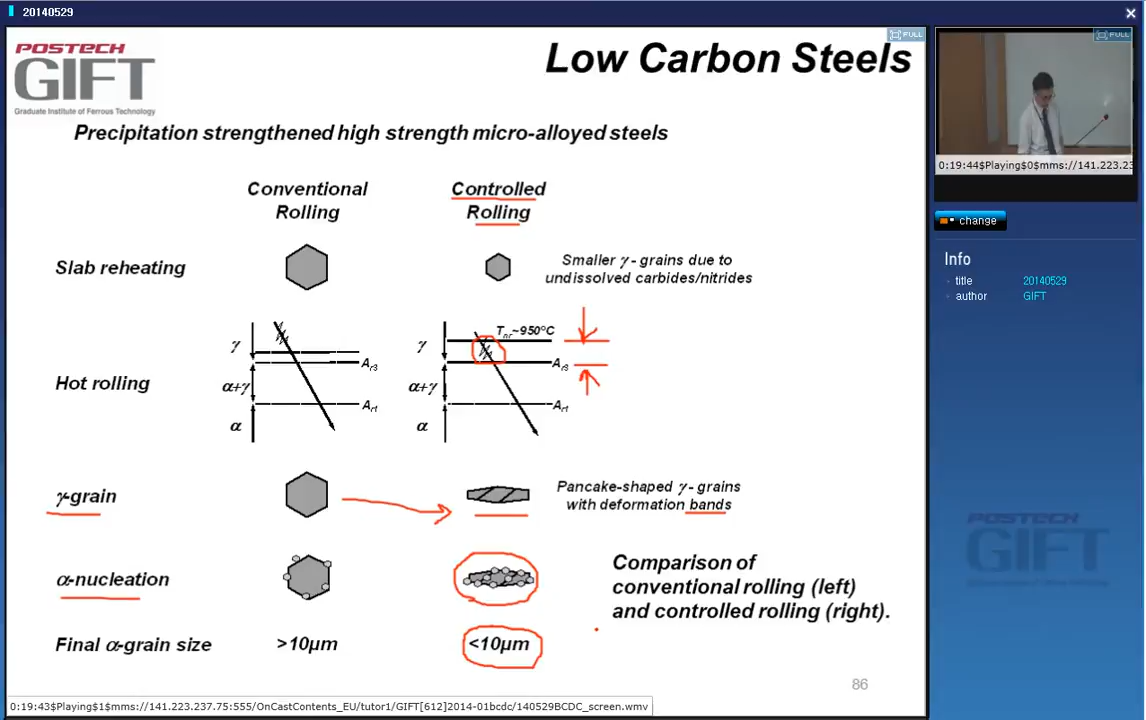 20140529
POSTECH
GIFT
Graduate Institute of Ferrous Technology
Low Carbon Steels
FULL
FULL
Precipitation strengthened high strength micro-alloyed steels
Conventional
Rolling
Controlled
Rolling
Slab reheating
Smaller γ - grains due to
undissolved carbides/nitrides
Hot rolling
γ
α+γ
α
Ar3
Ar1
γ
α+γ
α
Tnr~950°C
Ar3
Ar1
γ-grain
Pancake-shaped γ- grains
with deformation bands
α-nucleation
Comparison of
conventional rolling (left)
and controlled rolling (right).
Final α-grain size
>10μm
<10μm
86
0:19:43$Playing$1$mms://141.223.237.75:555/OnCastContents_EU/tutor1/GIFT[612]2014-01bcdc/140529BCDC_screen.wmv
0:19:44$Playing$0$mms://141.223.23
change
Info
title 20140529
author GIFT
POSTECH
GIFT